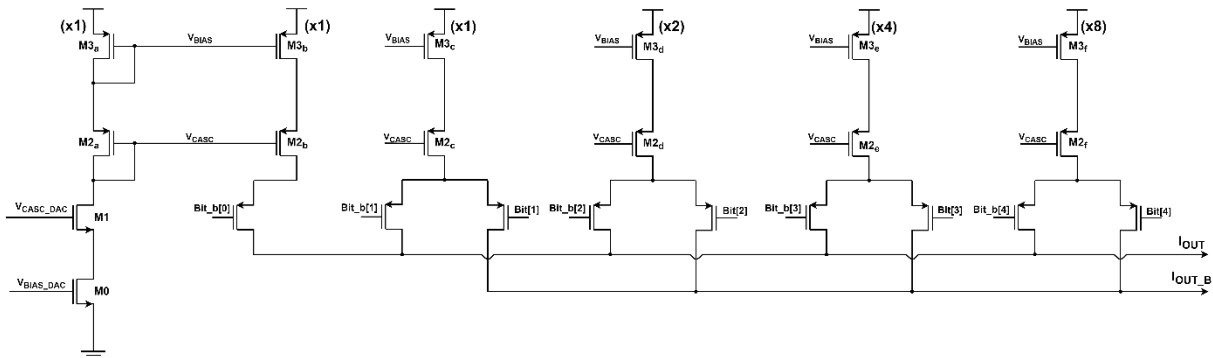 (x1) (x1) (x1) (x2) (x4) (x8)
M3a VBIAS M3b VBIAS M3c VBIAS M3d VBIAS M3e VBIAS M3f
M2a VCASC M2b VCASC M2c VCASC M2d VCASC M2e VCASC M2f
VCASC_DAC M1 Bit_b[0] Bit_b[1] Bit[1] Bit_b[2] Bit[2] Bit_b[3] Bit[3] Bit_b[4] Bit[4]
IOUT
VBIAS_DAC M0 IOUT_B